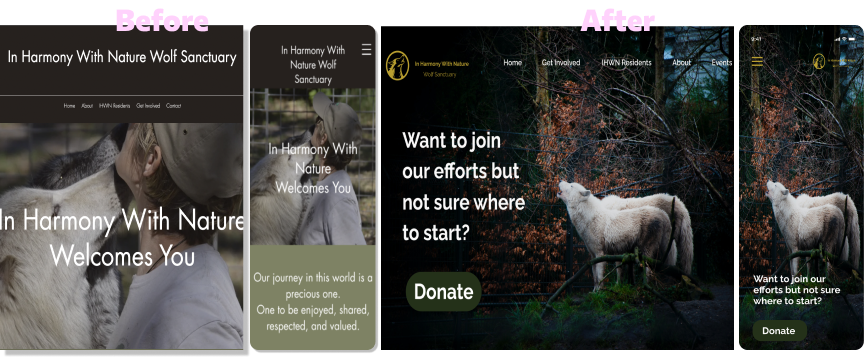 Before
After
In Harmony With Nature Wolf Sanctuary
Home About IHWN Residents Get Involved Contact
In Harmony With Nature
Welcomes You
In Harmony With
Nature Wolf
Sanctuary
In Harmony With
Nature
Welcomes You
Our journey in this world is a
precious one.
One to be enjoyed, shared,
respected, and valued.
In Harmony With Nature
Wolf Sanctuary
Home Get Involved IHWN Residents About Events
Want to join
our efforts but
not sure where
to start?
Donate
9:41
Want to join our
efforts but not sure
where to start?
Donate